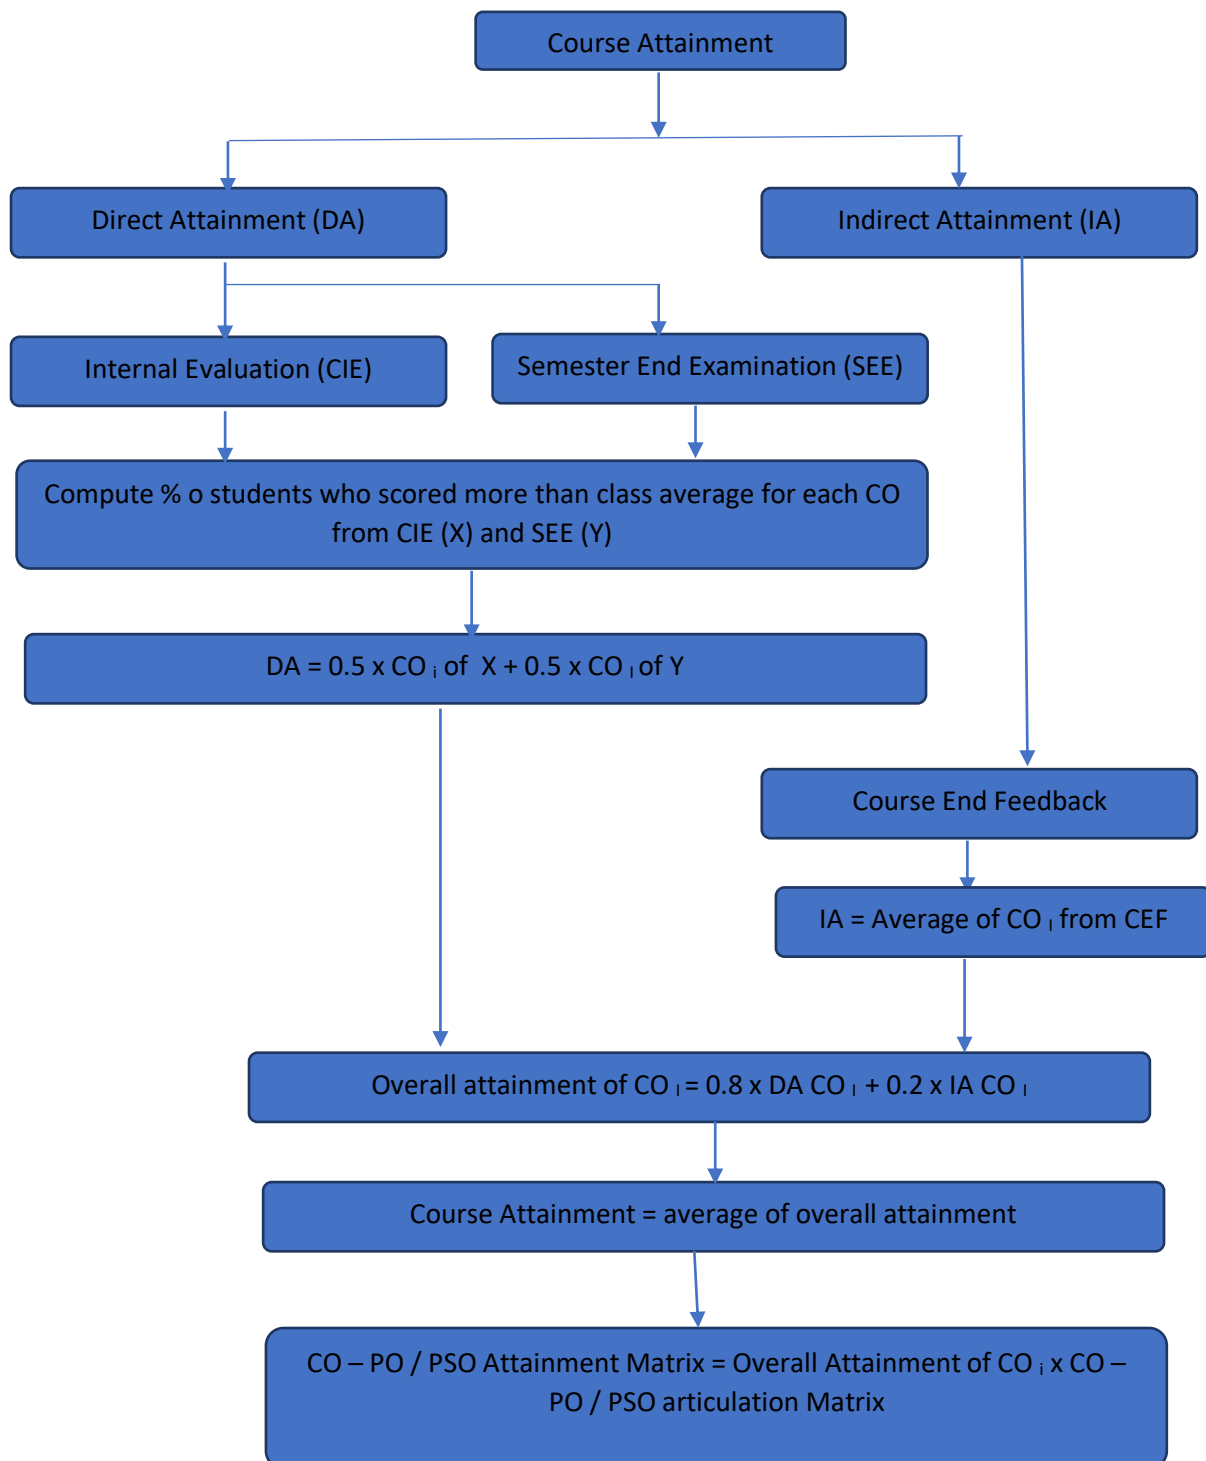 Course Attainment
Direct Attainment (DA)
Indirect Attainment (IA)
Internal Evaluation (CIE)
Semester End Examination (SEE)
Compute % o students who scored more than class average for each CO
from CIE (X) and SEE (Y)
DA = 0.5 x CO i of X + 0.5 x CO I of Y
Course End Feedback
IA = Average of CO I from CEF
Overall attainment of CO I = 0.8 x DA CO I + 0.2 x IA CO I
Course Attainment = average of overall attainment
CO – PO / PSO Attainment Matrix = Overall Attainment of CO i x CO –
PO / PSO articulation Matrix